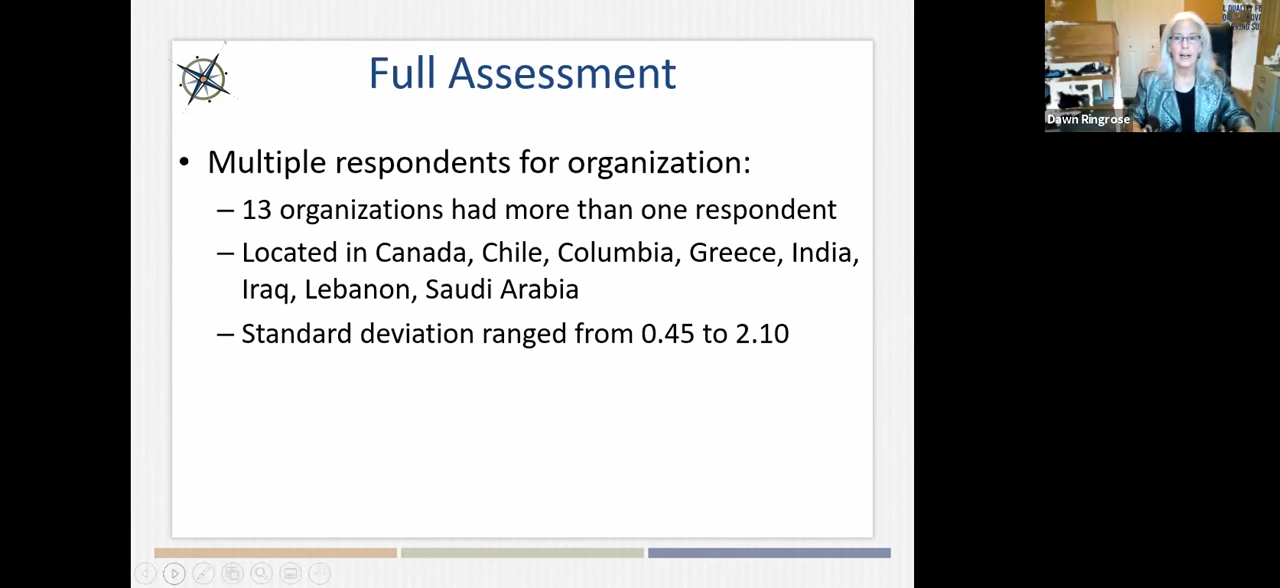 Full Assessment
• Multiple respondents for organization:
– 13 organizations had more than one respondent
– Located in Canada, Chile, Columbia, Greece, India,
Iraq, Lebanon, Saudi Arabia
– Standard deviation ranged from 0.45 to 2.10
Dawn Ringrose